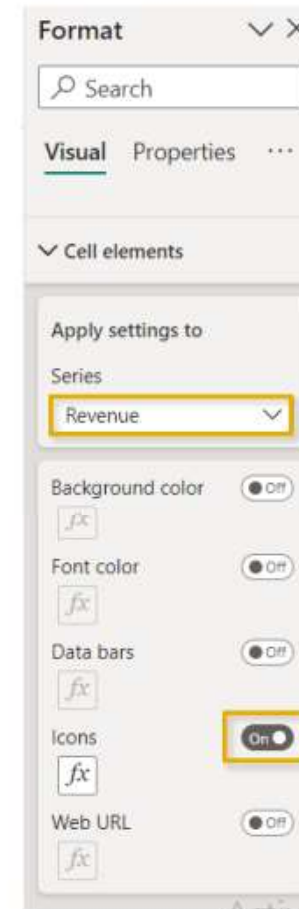 Format
Search
Visual Properties ...
Cell elements
Apply settings to
Series
Revenue
Background color Off
fx
Font color Off
fx
Data bars Off
fx
Icons On
fx
Web URL Off
fx